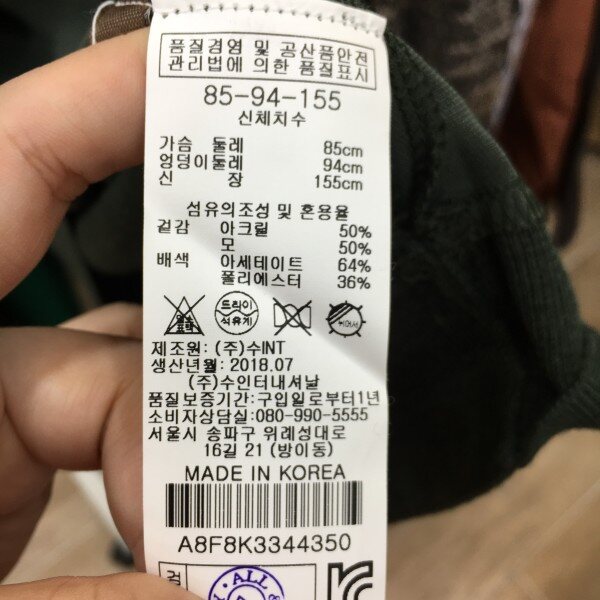 품질경영 및 공산품안전
관리법에 의한 품질표시
85-94-155
신체치수
가슴 둘레 85cm
엉덩이둘레 94cm
신 장 155cm
섬유의조성 및 혼용율
겉감 아크릴 50%
모 50%
배색 아세테이트 64%
폴리에스터 36%
드라이
석유계
뉘어서
제조원: (주)수INT
생산년월: 2018.07
(주)수인터내셔날
품질보증기간:구입일로부터1년
소비자상담실:080-990-5555
서울시 송파구 위례성대로
16길 21 (방이동)
MADE IN KOREA
A8F8K3344350
검
ALL